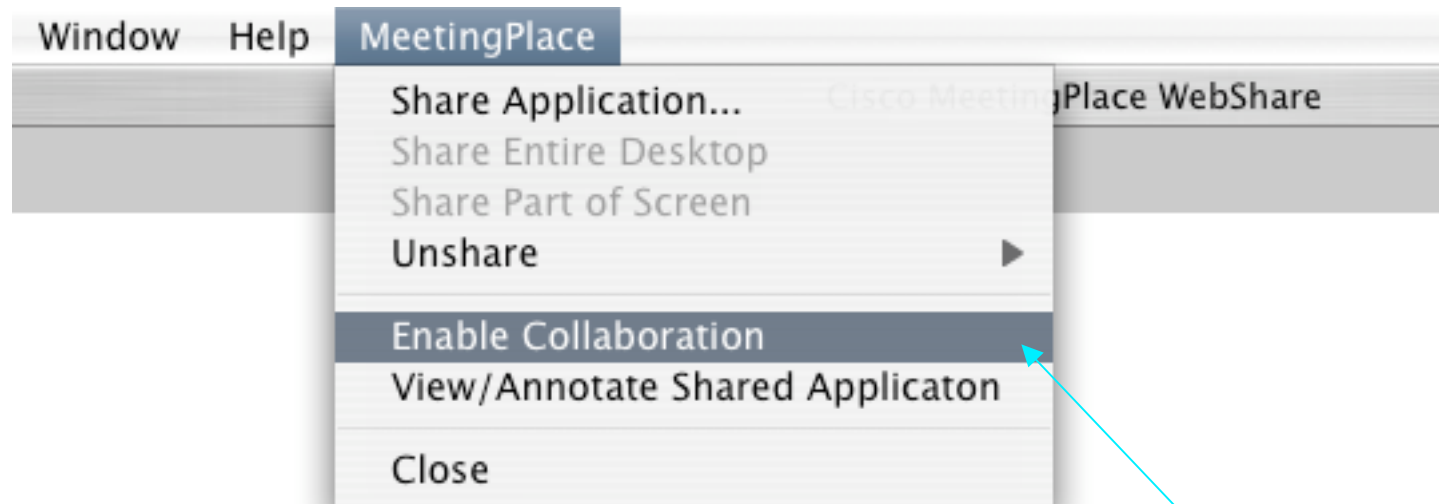 Window Help MeetingPlace
Cisco MeetingPlace WebShare
Share Application...
Share Entire Desktop
Share Part of Screen
Unshare
Enable Collaboration
View/Annotate Shared Applicaton
Close